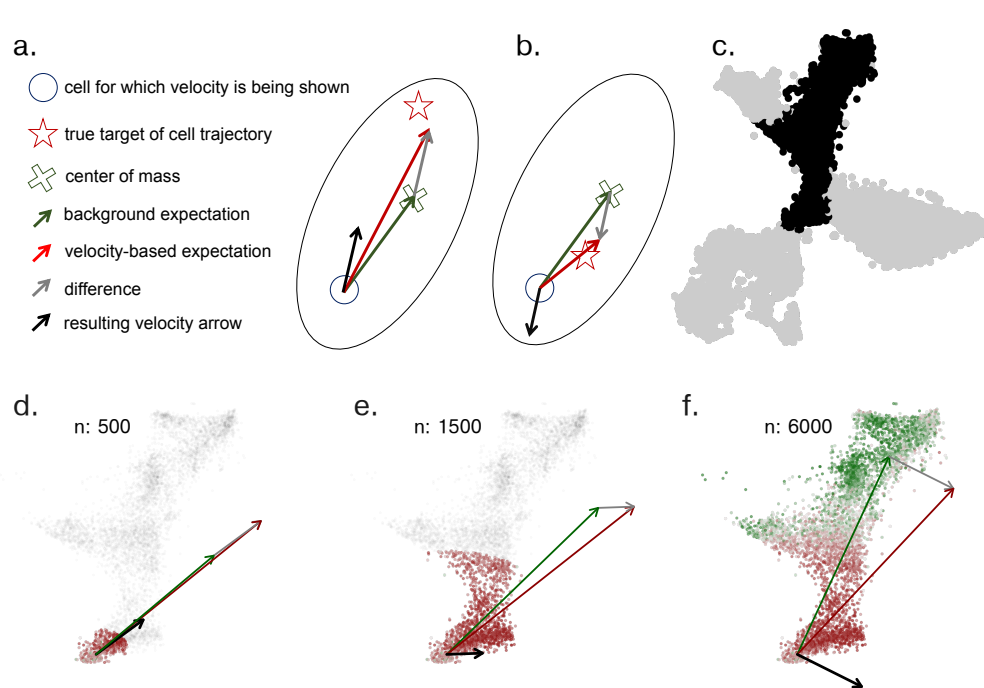 a.
b.
c.
cell for which velocity is being shown
true target of cell trajectory
center of mass
background expectation
velocity-based expectation
difference
resulting velocity arrow
d.
n: 500
e.
n: 1500
f.
n: 6000